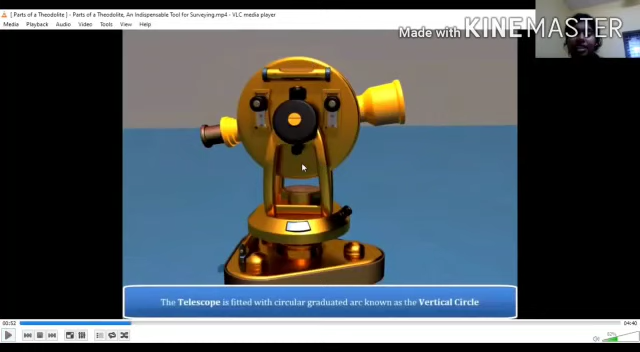 [ Parts of a Theodolite ] - Parts of a Theodolite, An Indispensable Tool for Surveying.mp4 - VLC media player
Media Playback Audio Video Tools View Help
Made with KINEMASTER
The Telescope is fitted with circular graduated arc known as the Vertical Circle
00:52
04:40